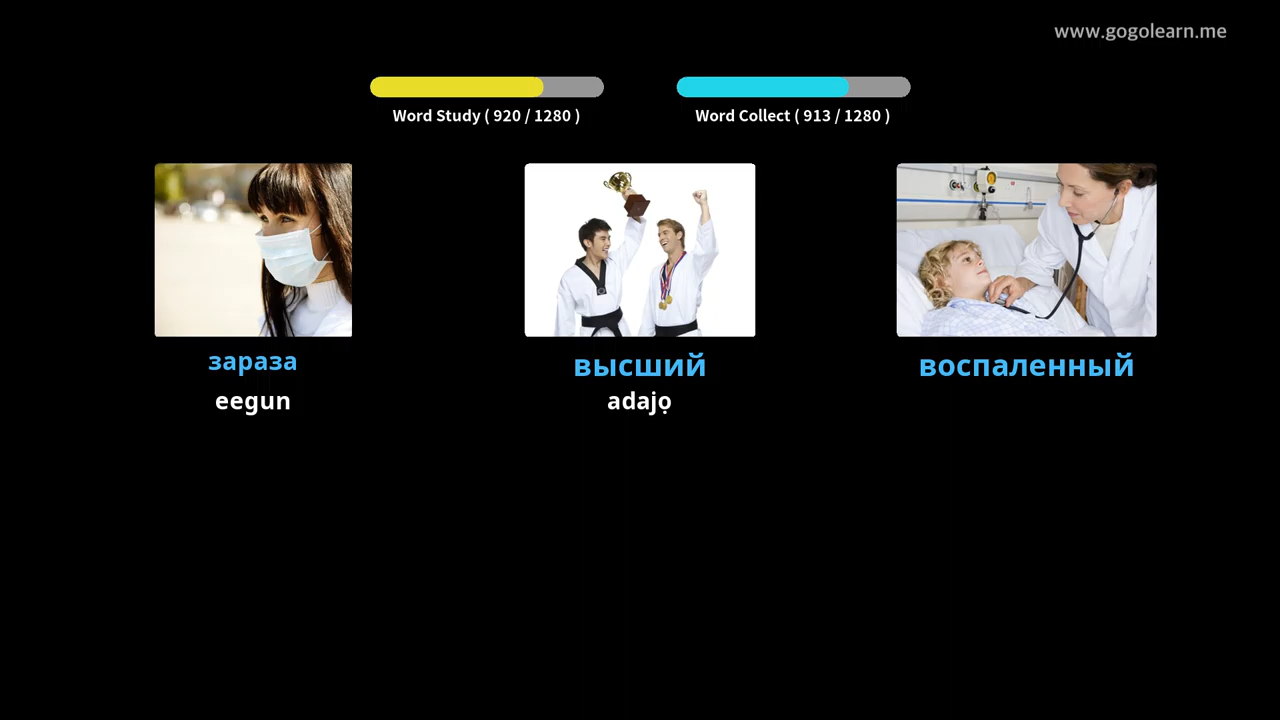 www.gogolearn.me
Word Study ( 920 / 1280 )
Word Collect ( 913 / 1280 )
зараза
eegun
высший
adajọ
воспаленный